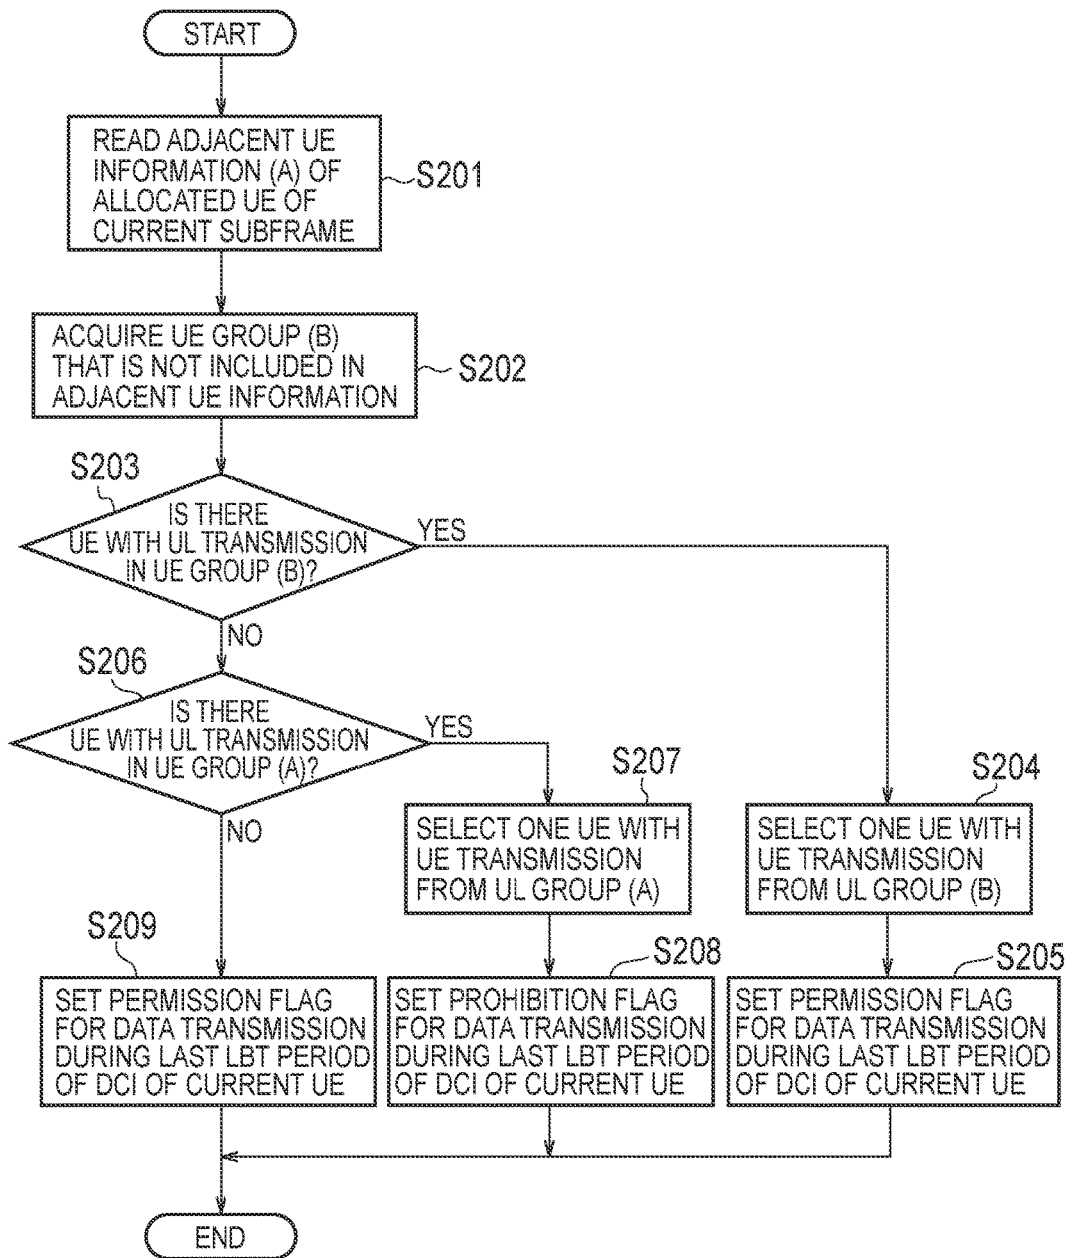 START
READ ADJACENT UE
INFORMATION (A) OF
ALLOCATED UE OF
CURRENT SUBFRAME
S201
ACQUIRE UE GROUP (B)
THAT IS NOT INCLUDED IN
ADJACENT UE INFORMATION
S202
S203
IS THERE
UE WITH UL TRANSMISSION
IN UE GROUP (B)?
YES
NO
S206
IS THERE
UE WITH UL TRANSMISSION
IN UE GROUP (A)?
YES
NO
S207
SELECT ONE UE WITH
UE TRANSMISSION
FROM UL GROUP (A)
S204
SELECT ONE UE WITH
UE TRANSMISSION
FROM UL GROUP (B)
S209
SET PERMISSION FLAG
FOR DATA TRANSMISSION
DURING LAST LBT PERIOD
OF DCI OF CURRENT UE
S208
SET PROHIBITION FLAG
FOR DATA TRANSMISSION
DURING LAST LBT PERIOD
OF DCI OF CURRENT UE
S205
SET PERMISSION FLAG
FOR DATA TRANSMISSION
DURING LAST LBT PERIOD
OF DCI OF CURRENT UE
END